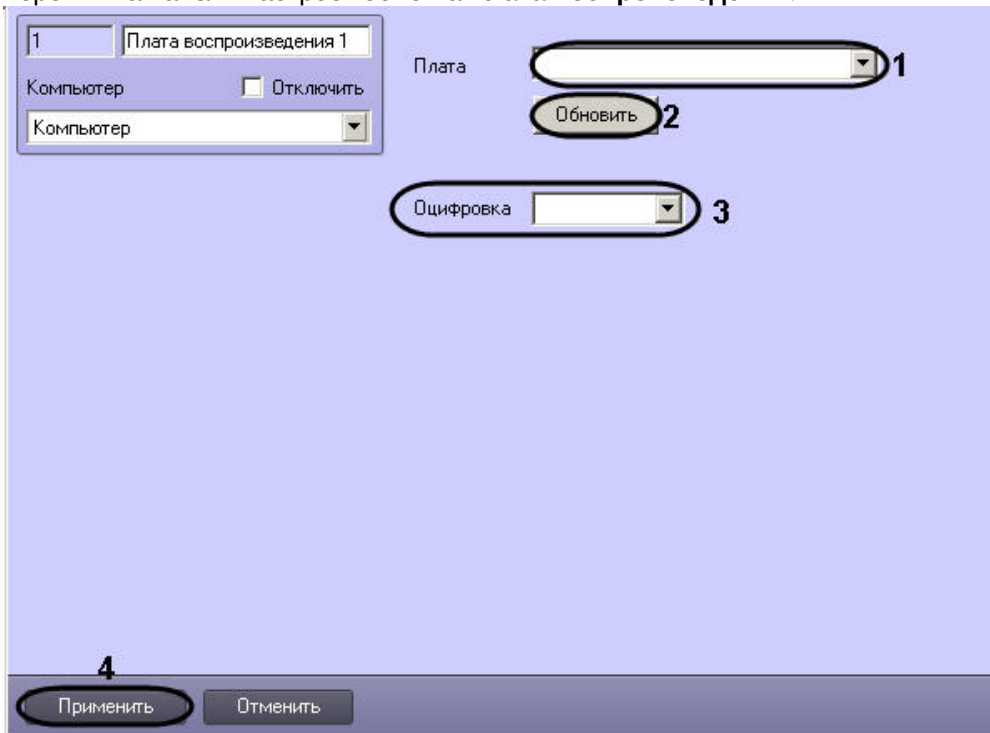 1 Плата воспроизведения 1
Компьютер Отключить
Компьютер
Плата 1
Обновить 2
Оцифровка 3
4
Применить Отменить